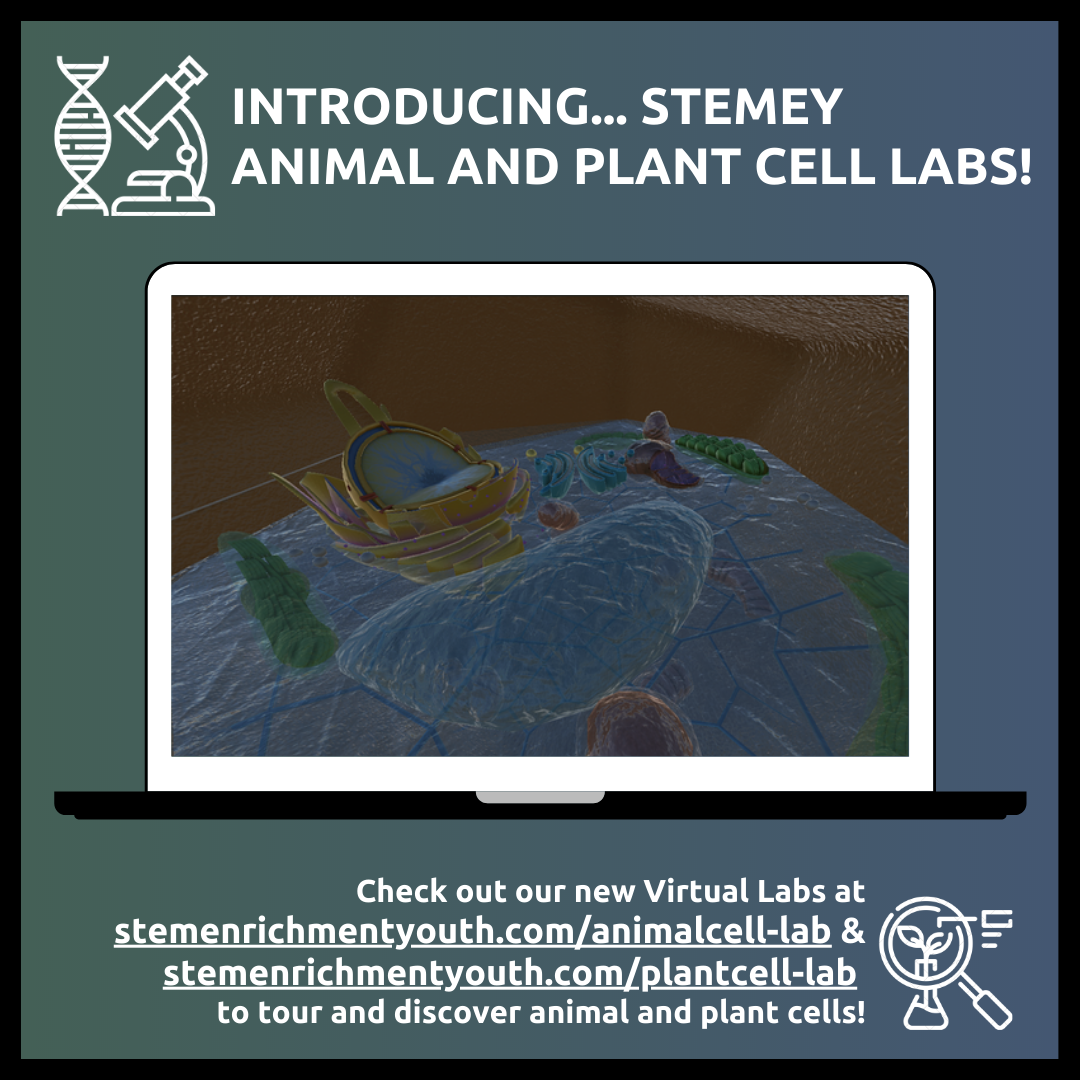 INTRODUCING... STEMEY
ANIMAL AND PLANT CELL LABS!
Check out our new Virtual Labs at
stemenrichmentyouth.com/animalcell-lab &
stemenrichmentyouth.com/plantcell-lab
to tour and discover animal and plant cells!